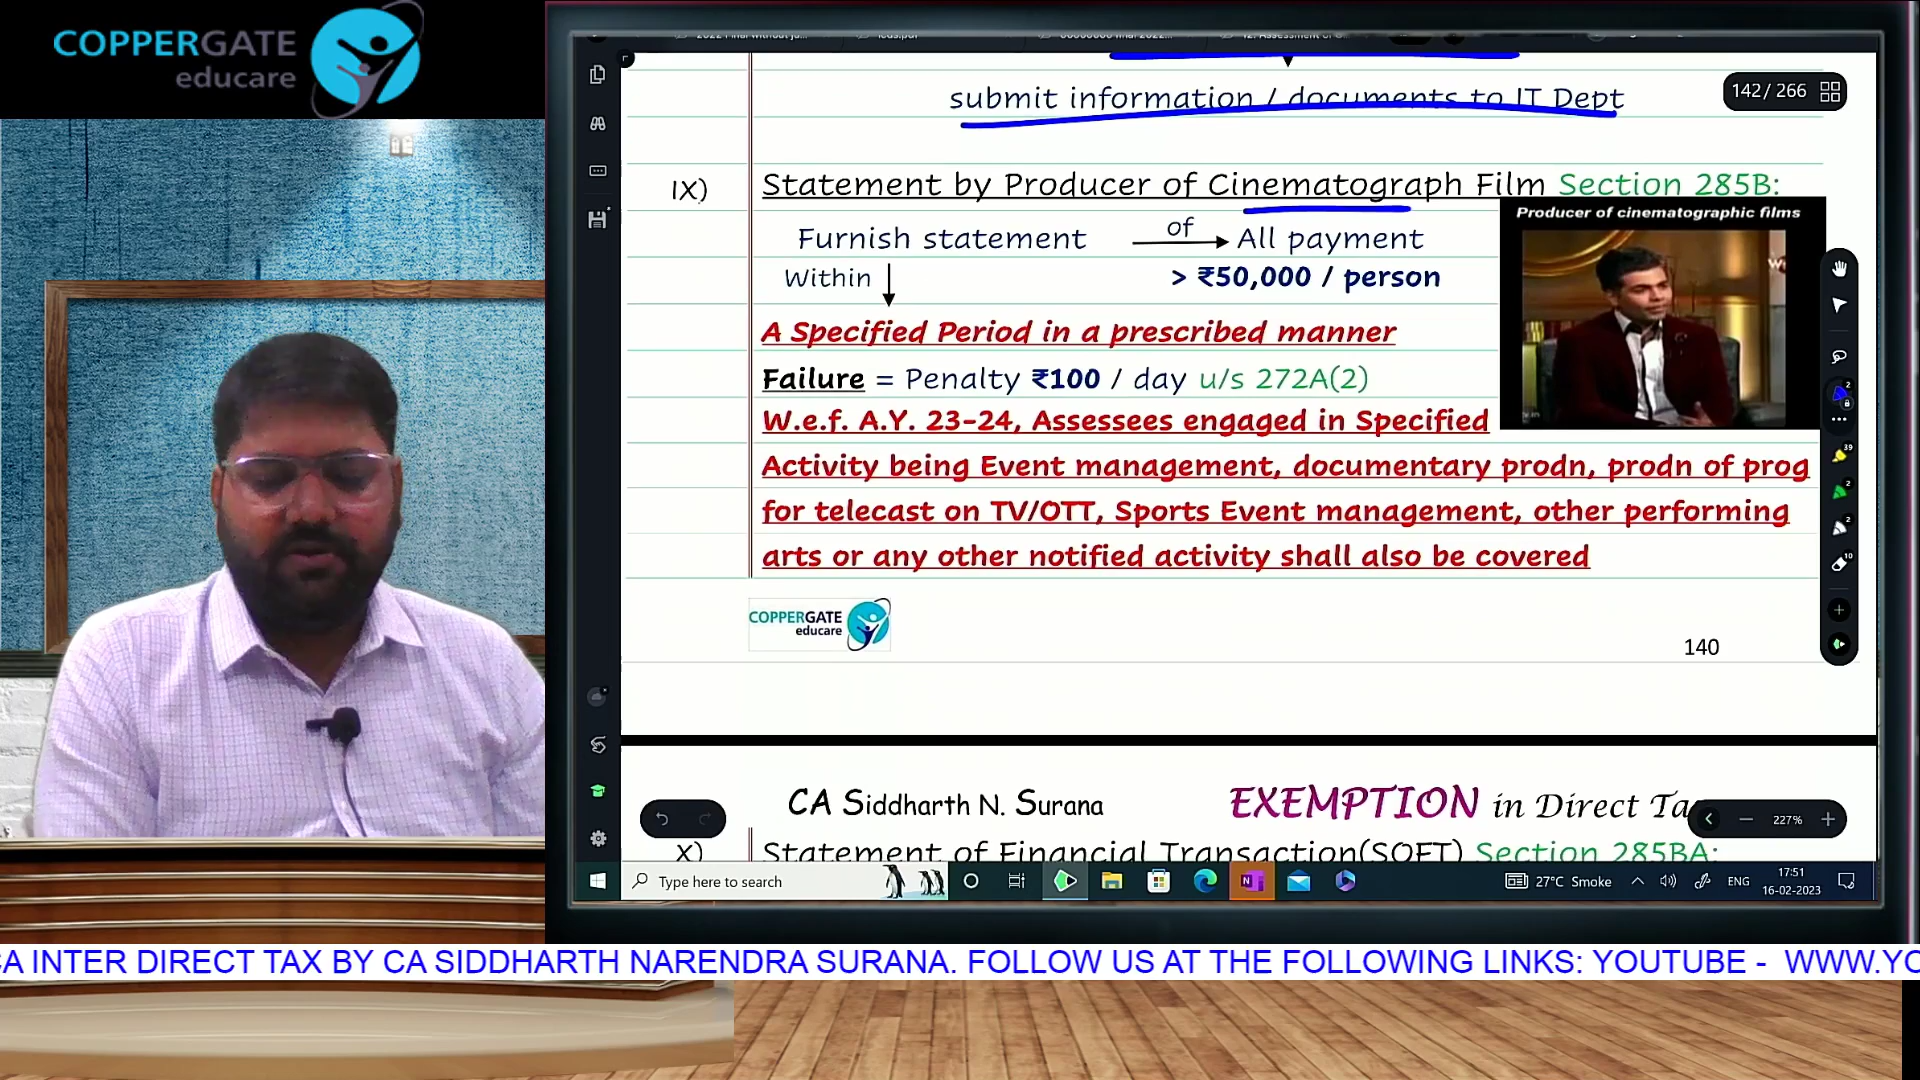 COPPERGATE
educare
submit information / documents to IT Dept
142/ 266
IX)
Statement by Producer of Cinematograph Film Section 285B:
Producer of cinematographic films
Furnish statement of All payment
Within > ₹50,000 / person
A Specified Period in a prescribed manner
Failure = Penalty ₹100 / day u/s 272A(2)
W.e.f. A.Y. 23-24, Assessees engaged in Specified
Activity being Event management, documentary prodn, prodn of prog
for telecast on TV/OTT, Sports Event management, other performing
arts or any other notified activity shall also be covered
COPPERGATE
educare
140
CA Siddharth N. Surana EXEMPTION in Direct Ta
227%
X)
Statement of Financial Transaction(SOFT) Section 285BA:
Type here to search
27°C Smoke
ENG
17:51
16-02-2023
CA INTER DIRECT TAX BY CA SIDDHARTH NARENDRA SURANA. FOLLOW US AT THE FOLLOWING LINKS: YOUTUBE - WWW.YO